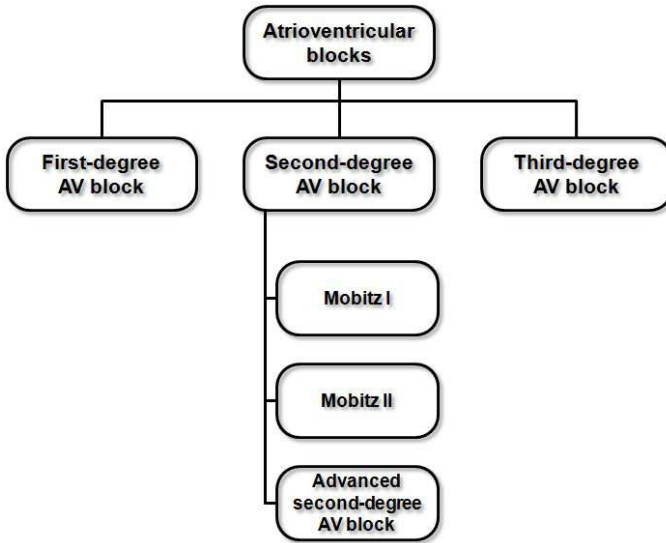 Atrioventricular
blocks
First-degree
AV block
Second-degree
AV block
Third-degree
AV block
Mobitz I
Mobitz II
Advanced
second-degree
AV block